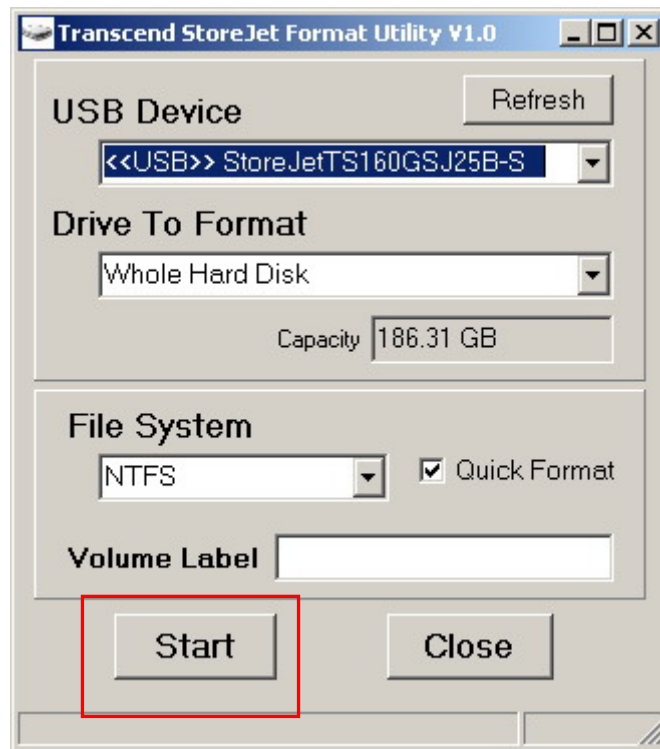 Transcend StoreJet Format Utility V1.0
USB Device
Refresh
<<USB>> StoreJetTS160GSJ25B-S
Drive To Format
Whole Hard Disk
Capacity 186.31 GB
File System
NTFS
Quick Format
Volume Label
Start
Close